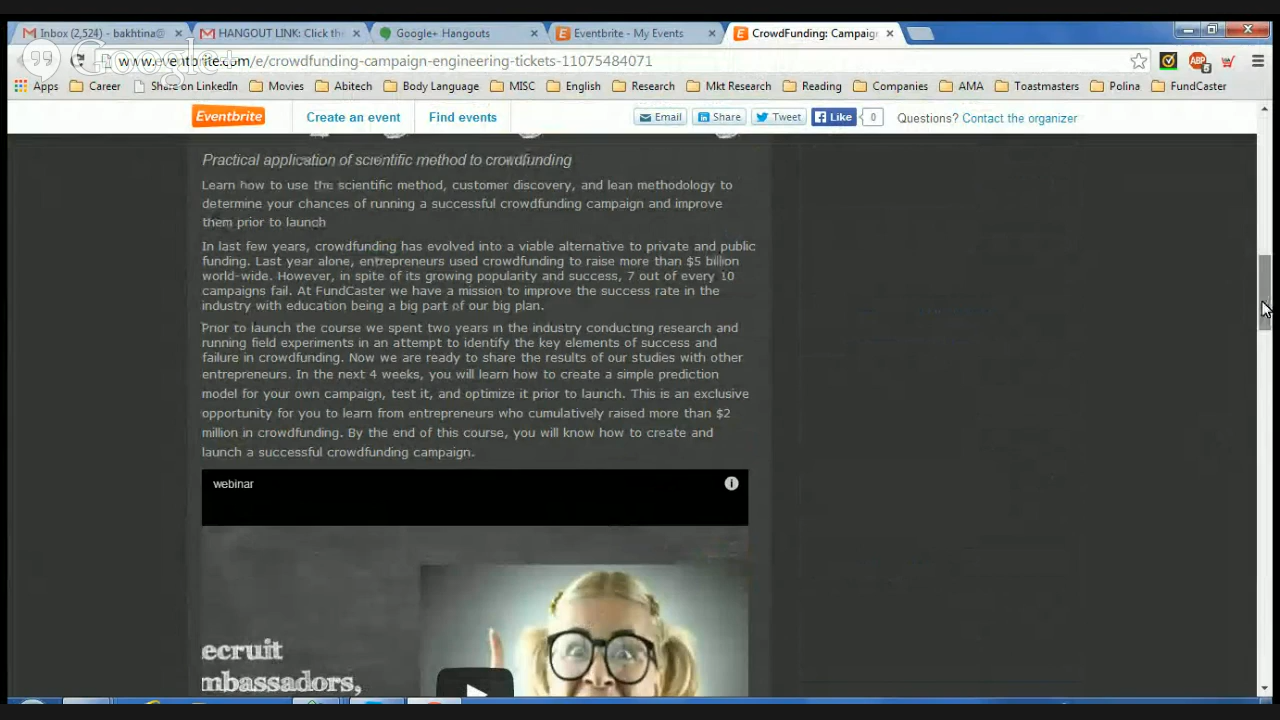 Inbox (2,524) - bakhtina@
HANGOUT LINK: Click the
Google+ Hangouts
Eventbrite - My Events
CrowdFunding: Campaign
Google+
www.eventbrite.com/e/crowdfunding-campaign-engineering-tickets-11075484071
Apps Career Share on LinkedIn Movies Abitech Body Language MISC English Research Mkt Research Reading Companies AMA Toastmasters Polina FundCaster
Eventbrite Create an event Find events Email Share Tweet Like 0 Questions? Contact the organizer
Practical application of scientific method to crowdfunding
Learn how to use the scientific method, customer discovery, and lean methodology to
determine your chances of running a successful crowdfunding campaign and improve
them prior to launch
In last few years, crowdfunding has evolved into a viable alternative to private and public
funding. Last year alone, entrepreneurs used crowdfunding to raise more than $5 billion
world-wide. However, in spite of its growing popularity and success, 7 out of every 10
campaigns fail. At FundCaster we have a mission to improve the success rate in the
industry with education being a big part of our big plan.
Prior to launch the course we spent two years in the industry conducting research and
running field experiments in an attempt to identify the key elements of success and
failure in crowdfunding. Now we are ready to share the results of our studies with other
entrepreneurs. In the next 4 weeks, you will learn how to create a simple prediction
model for your own campaign, test it, and optimize it prior to launch. This is an exclusive
opportunity for you to learn from entrepreneurs who cumulatively raised more than $2
million in crowdfunding. By the end of this course, you will know how to create and
launch a successful crowdfunding campaign.
webinar
ecruit
mbassadors,